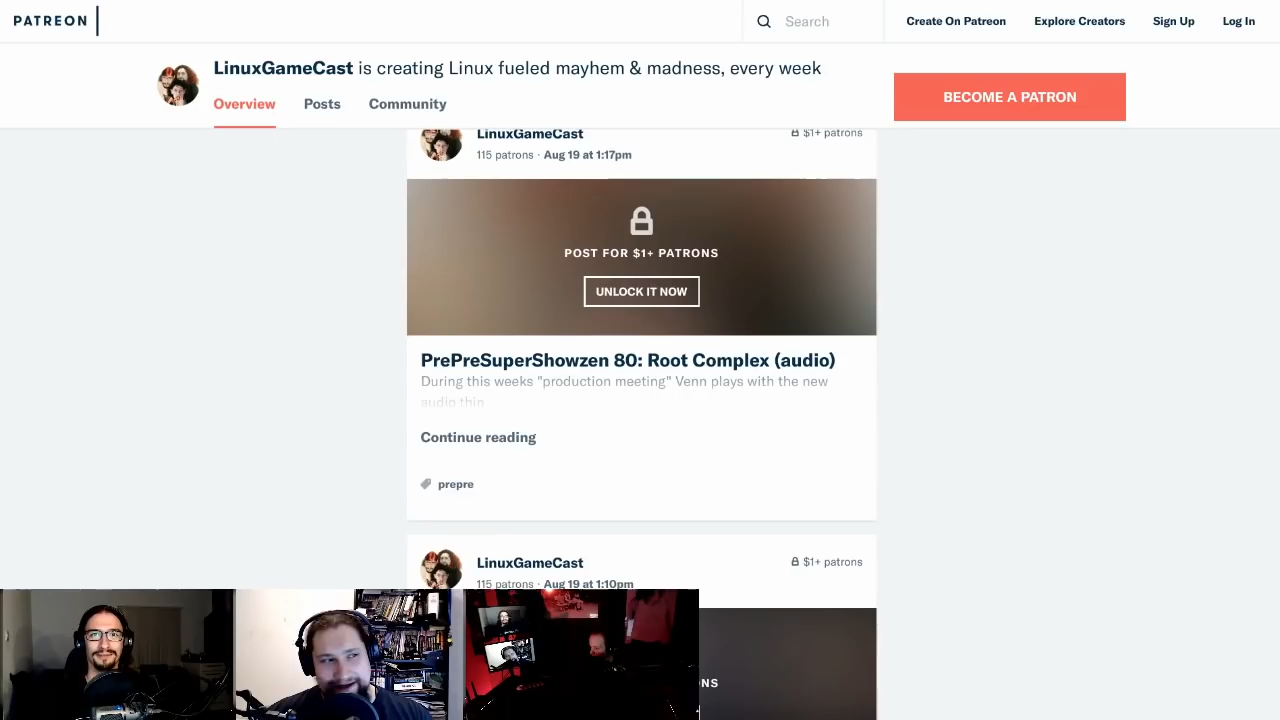 PATREON
Search
Create On Patreon
Explore Creators
Sign Up
Log In
LinuxGameCast is creating Linux fueled mayhem & madness, every week
BECOME A PATRON
Overview
Posts
Community
LinuxGameCast
$1+ patrons
115 patrons · Aug 19 at 1:17pm
POST FOR $1+ PATRONS
UNLOCK IT NOW
PrePreSuperShowzen 80: Root Complex (audio)
During this weeks "production meeting" Venn plays with the new
audio thin
Continue reading
prepre
LinuxGameCast
$1+ patrons
115 patrons · Aug 19 at 1:10pm